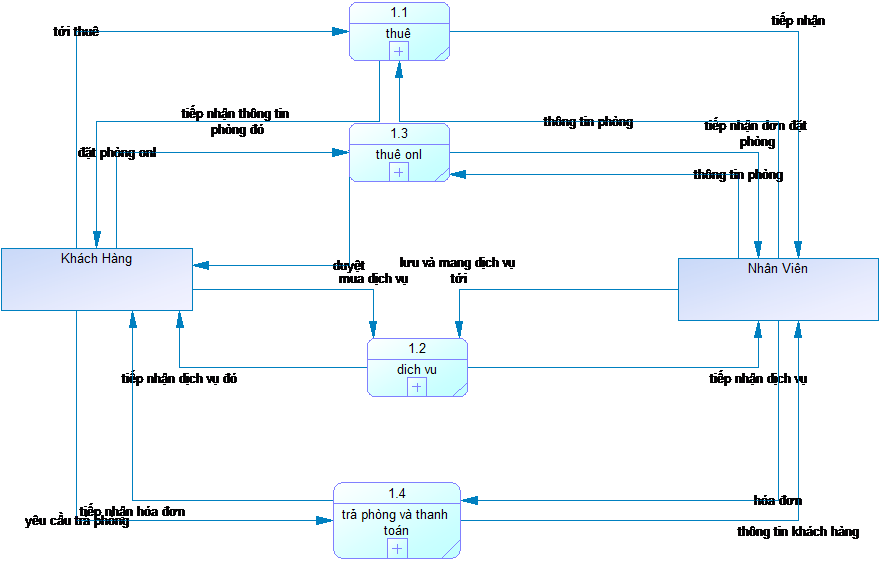 1.1
thuê
tới thuê
tiếp nhận
tiếp nhận thông tin
phòng đó
thông tin phòng
tiếp nhận dơn đặt
phòng
1.3
thuê onl
đặt phòng onl
thông tin phòng
Khách Hàng
Nhân Viên
duyệt
mua dịch vụ
lưu và mang dịch vụ
tới
1.2
dich vu
tiếp nhận dịch vụ đó
tiếp nhận dịch vụ
1.4
trả phòng và thanh
toán
tiếp nhận hóa đơn
yêu cầu trả phòng
hóa đơn
thông tin khách hàng